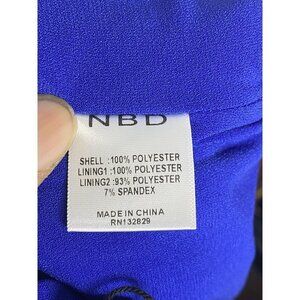 NBD
SHELL :100% POLYESTER
LINING1 :100% POLYESTER
LINING2 :93% POLYESTER
7% SPANDEX
MADE IN CHINA
RN132829